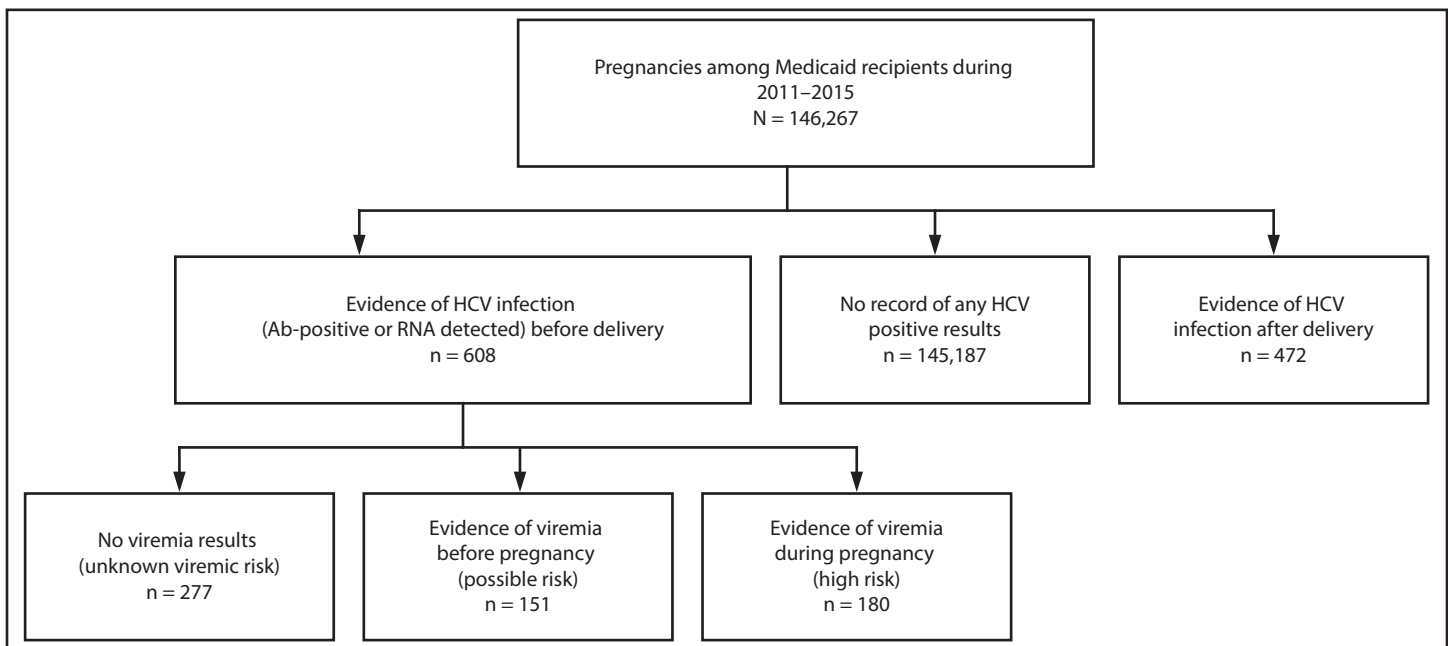 Pregnancies among Medicaid recipients during
2011–2015
N = 146,267
Evidence of HCV infection
(Ab-positive or RNA detected) before delivery
n = 608
No record of any HCV
positive results
n = 145,187
Evidence of HCV
infection after delivery
n = 472
No viremia results
(unknown viremic risk)
n = 277
Evidence of viremia
before pregnancy
(possible risk)
n = 151
Evidence of viremia
during pregnancy
(high risk)
n = 180